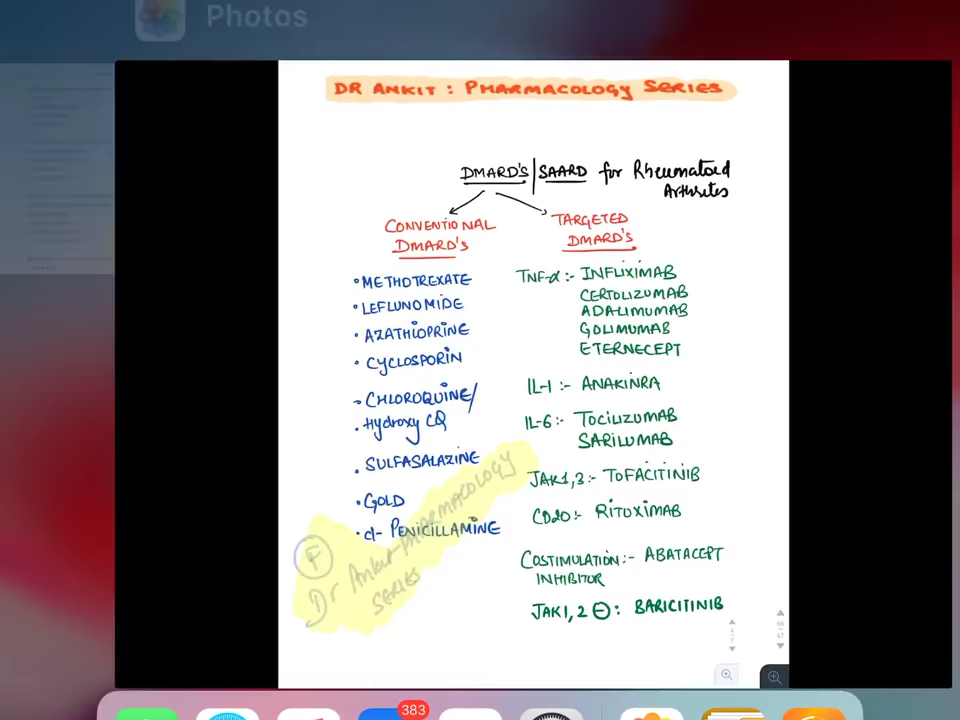 Photos
DR ANKIT : PHARMACOLOGY SERIES
DMARD'S | SAARD for Rheumatoid
Arthrites
CONVENTIONAL
DMARD's
• METHOTREXATE
• LEFLUNOMIDE
• AZATHIOPRINE
• CYCLOSPORIN
• CHLOROQUINE/
• Hydroxy CQ
• SULFASALAZINE
• GOLD
• d- PENICILLAMINE
TARGETED
DMARD'S
TNF-α :- INFLIXIMAB
CERTOLIZUMAB
ADALIMUMAB
GOLIMUMAB
ETERNECEPT
IL-1 :- ANAKINRA
IL-6 :- TOCILIZUMAB
SARILUMAB
JAK1,3 :- TOFACITINIB
CD20 :- RITUXIMAB
COSTIMULATION :- ABATACEPT
INHIBITOR
JAK1,2 ⊖ : BARICITINIB
Dr Ankit PHARMACOLOGY
SERIES
383